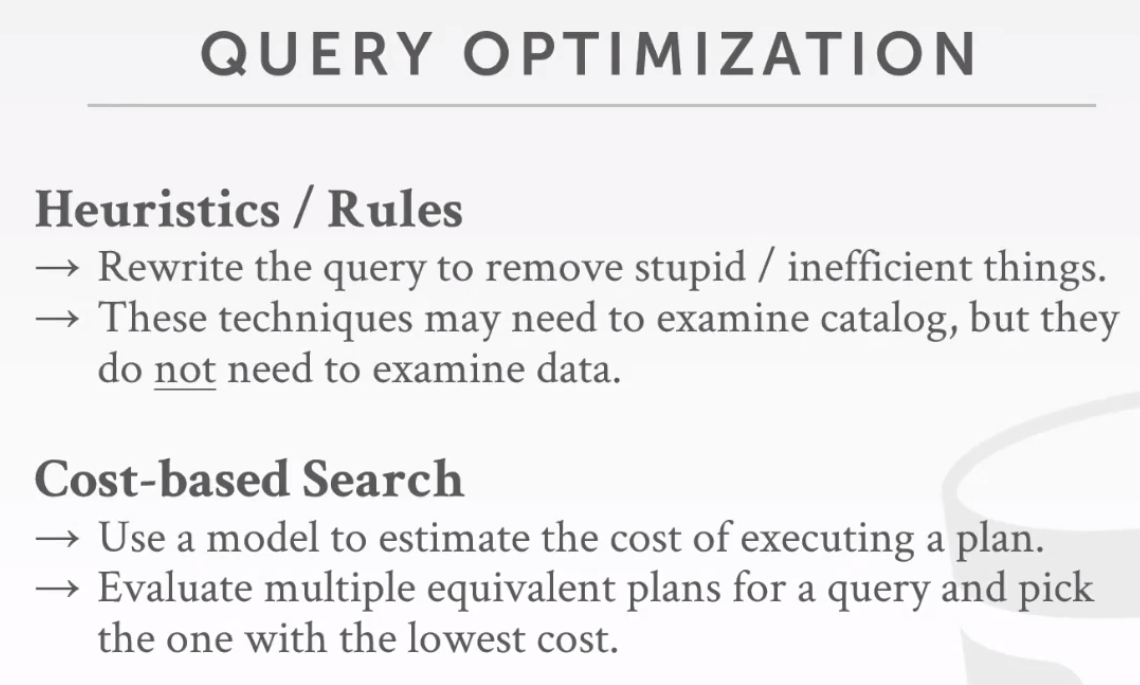 QUERY OPTIMIZATION
Heuristics / Rules
→ Rewrite the query to remove stupid / inefficient things.
→ These techniques may need to examine catalog, but they
do not need to examine data.
Cost-based Search
→ Use a model to estimate the cost of executing a plan.
→ Evaluate multiple equivalent plans for a query and pick
the one with the lowest cost.